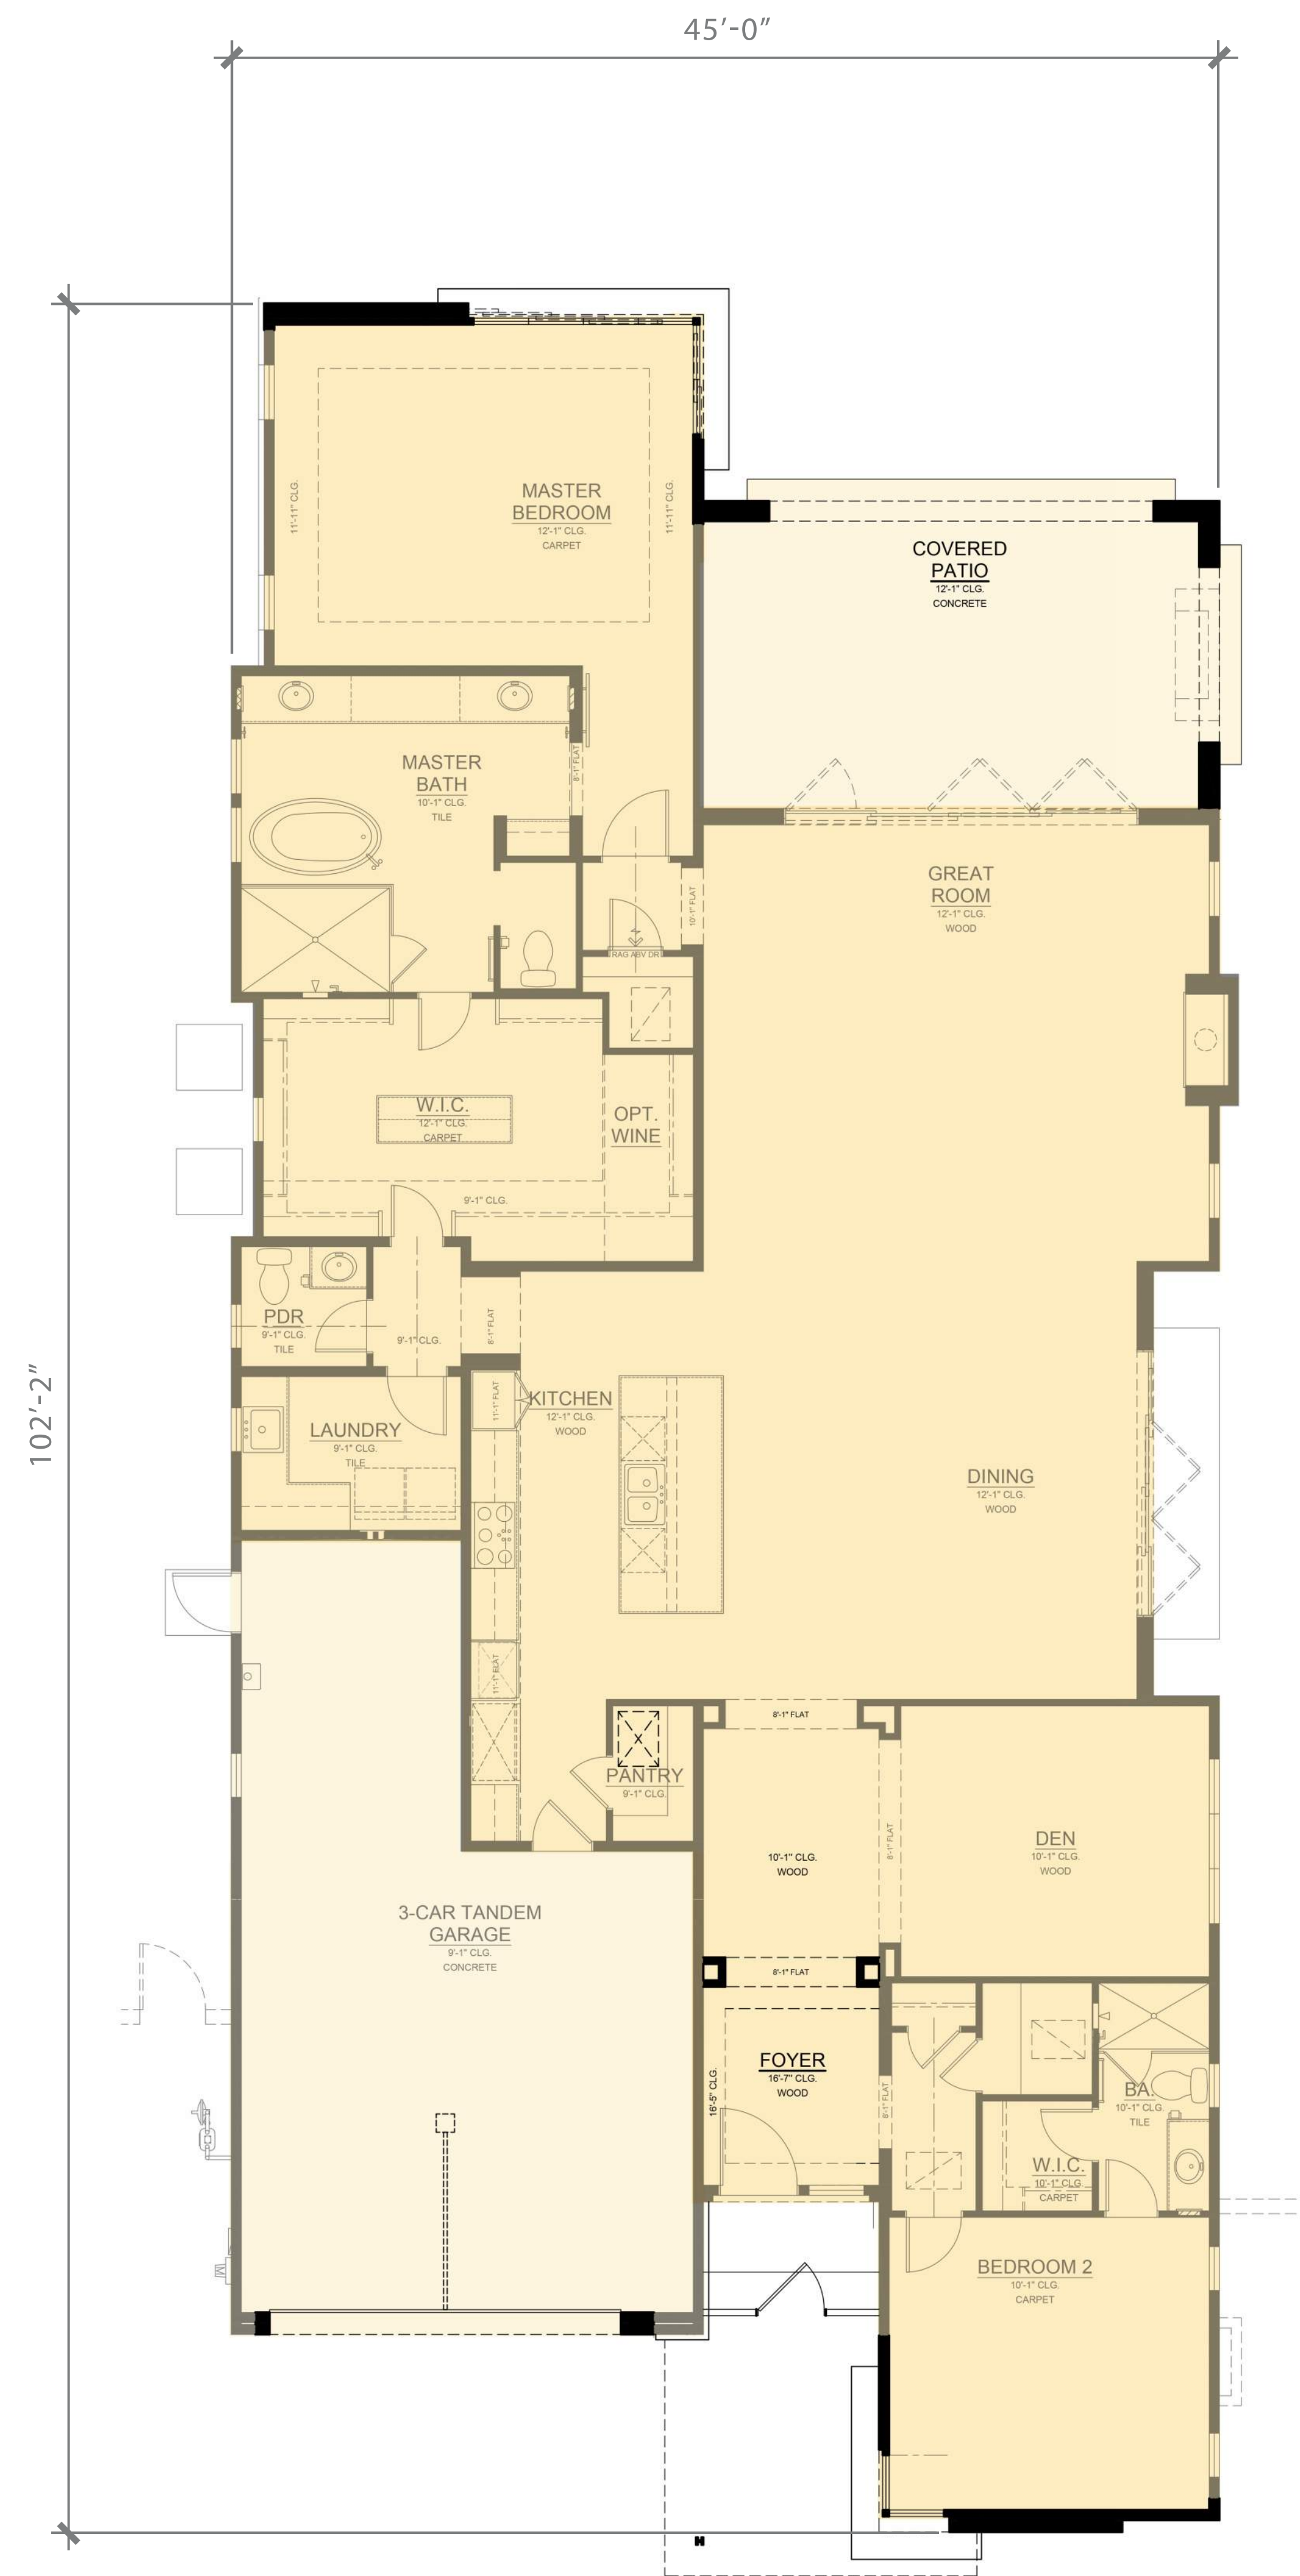 45'-0"
102'-2"
MASTER
BEDROOM
12'-1" CLG.
CARPET
11'-11" CLG.
11'-11" CLG.
COVERED
PATIO
12'-1" CLG.
CONCRETE
MASTER
BATH
10'-1" CLG.
TILE
8'-1" FLAT
GREAT
ROOM
12'-1" CLG.
WOOD
10'-1" FLAT
RAG ABV DR
W.I.C.
12'-1" CLG.
CARPET
OPT.
WINE
9'-1" CLG.
PDR
9'-1" CLG.
TILE
9'-1" CLG.
8'-1" FLAT
KITCHEN
12'-1" CLG.
WOOD
11'-1" FLAT
LAUNDRY
9'-1" CLG.
TILE
DINING
12'-1" CLG.
WOOD
11'-1" FLAT
8'-1" FLAT
PANTRY
9'-1" CLG.
10'-1" CLG.
WOOD
8'-1" FLAT
DEN
10'-1" CLG.
WOOD
3-CAR TANDEM
GARAGE
9'-1" CLG.
CONCRETE
8'-1" FLAT
FOYER
16'-7" CLG.
WOOD
16'-5" CLG.
8'-1" FLAT
BA.
10'-1" CLG.
TILE
W.I.C.
10'-1" CLG.
CARPET
BEDROOM 2
10'-1" CLG.
CARPET
M